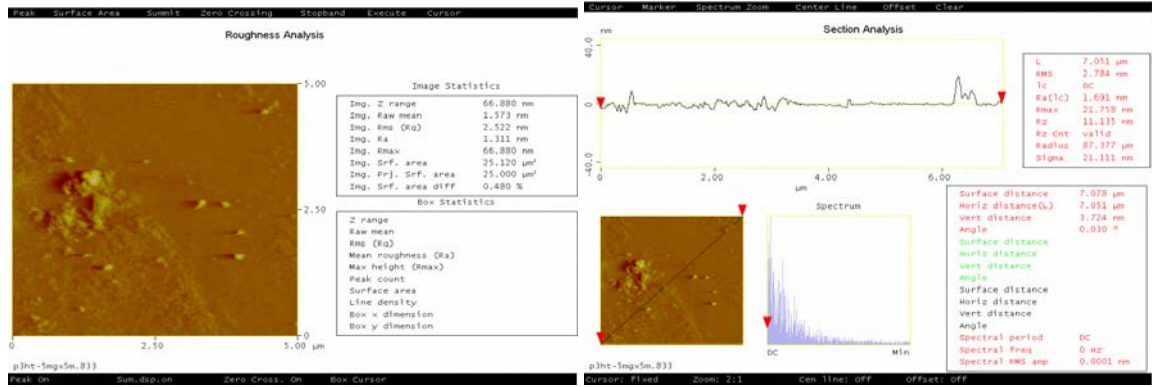 Peak Surface Area Summit Zero Crossing Stopband Execute Cursor
Roughness Analysis
5.00
2.50
0
0 2.50 5.00 µm
p3ht-5mgx5m.833
Image Statistics
Img. Z range 66.880 nm
Img. Raw mean 1.573 nm
Img. Rms (Rq) 2.522 nm
Img. Ra 1.311 nm
Img. Rmax 66.880 nm
Img. Srf. area 25.120 µm²
Img. Prj. Srf. area 25.000 µm²
Img. Srf. area diff 0.480 %
Box Statistics
Z range
Raw mean
Rms (Rq)
Mean roughness (Ra)
Max height (Rmax)
Peak count
Surface area
Line density
Box x dimension
Box y dimension
Peak On Sum.dsp.on Zero Cross. On Box Cursor
Cursor Marker Spectrum Zoom Center Line Offset Clear
Section Analysis
nm
40.0
0
-40.0
0 2.00 4.00 6.00
µm
L 7.051 µm
RMS 2.784 nm
lc DC
Ra(lc) 1.691 nm
Rmax 21.758 nm
Rz 11.135 nm
Rz Cnt valid
Radius 87.377 µm
Sigma 21.111 nm
Spectrum
DC Min
p3ht-5mgx5m.833
Surface distance 7.078 µm
Horiz distance(L) 7.051 µm
Vert distance 3.724 nm
Angle 0.030 °
Surface distance
Horiz distance
Vert distance
Angle
Surface distance
Horiz distance
Vert distance
Angle
Spectral period DC
Spectral freq 0 Hz
Spectral RMS amp 0.0001 nm
Cursor: fixed Zoom: 2:1 Cen line: Off Offset: Off